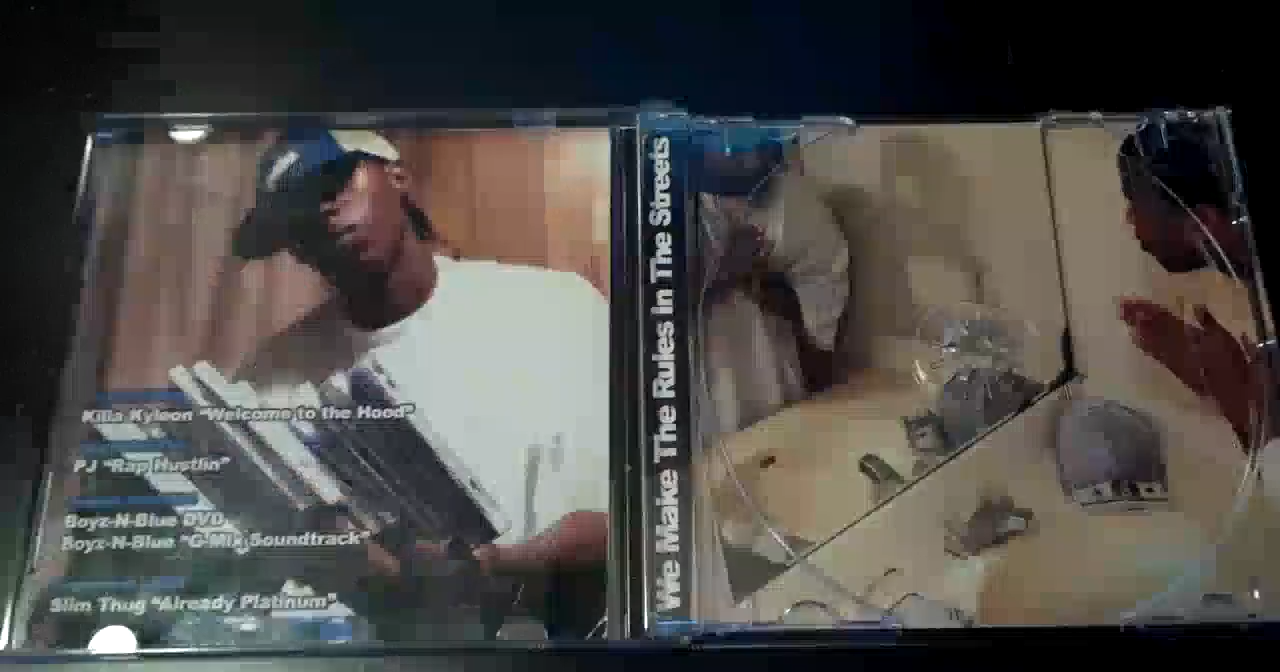 Killa Kyleon "Welcome to the Hood"
PJ "Rap Hustlin"
Boyz-N-Blue DVD
Boyz-N-Blue "G-Mix Soundtrack"
Slim Thug "Already Platinum"
We Make The Rules In The Streets